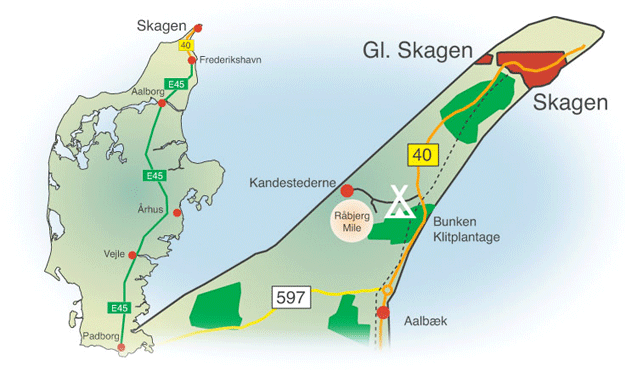 Skagen
40
Frederikshavn
E45
Aalborg
E45
Århus
Vejle
E45
Padborg
Gl. Skagen
Skagen
40
Kandestederne
Råbjerg
Mile
Bunken
Klitplantage
597
Aalbæk